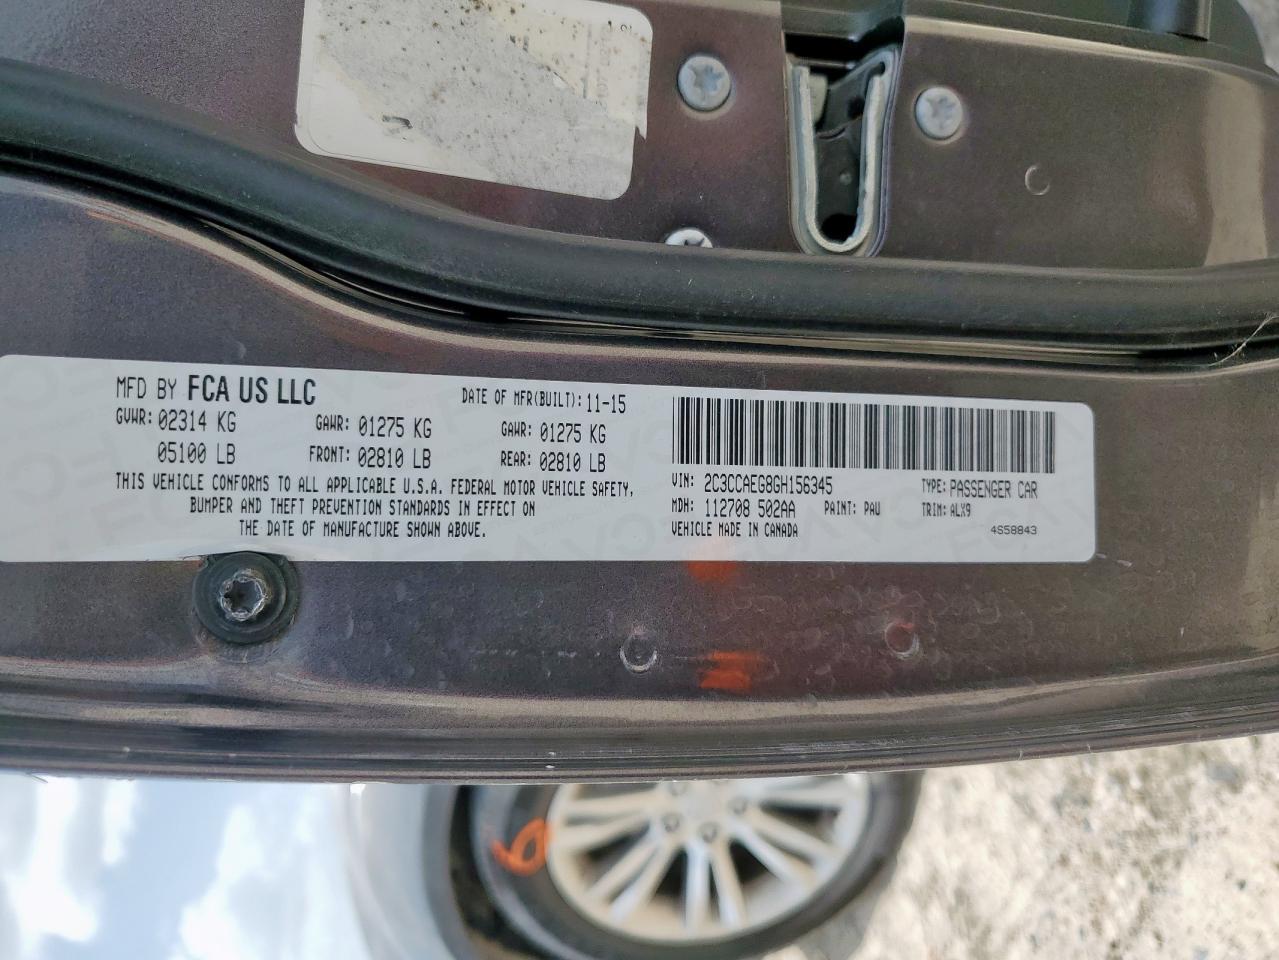 MFD BY FCA US LLC
DATE OF MFR(BUILT): 11-15
GVWR: 02314 KG GAWR: 01275 KG GAWR: 01275 KG
05100 LB FRONT: 02810 LB REAR: 02810 LB
THIS VEHICLE CONFORMS TO ALL APPLICABLE U.S.A. FEDERAL MOTOR VEHICLE SAFETY,
BUMPER AND THEFT PREVENTION STANDARDS IN EFFECT ON
THE DATE OF MANUFACTURE SHOWN ABOVE.
VIN: 2C3CCAEG8GH156345 TYPE: PASSENGER CAR
MDH: 112708 502AA PAINT: PAU TRIM: ALX9
VEHICLE MADE IN CANADA 4S58843